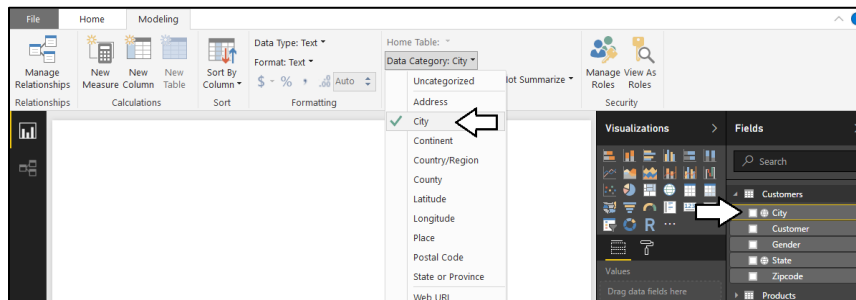 File Home Modeling
Manage Relationships
New Measure
New Column
New Table
Sort By Column
Data Type: Text
Format: Text
$ - % , .00 Auto
Home Table:
Data Category: City
ot Summarize
Manage Roles
View As Roles
Relationships
Calculations
Sort
Formatting
Security
Uncategorized
Address
City
Continent
Country/Region
County
Latitude
Longitude
Place
Postal Code
State or Province
Web URL
Visualizations
R
Values
Drag data fields here
Fields
Search
Customers
City
Customer
Gender
State
Zipcode
Products